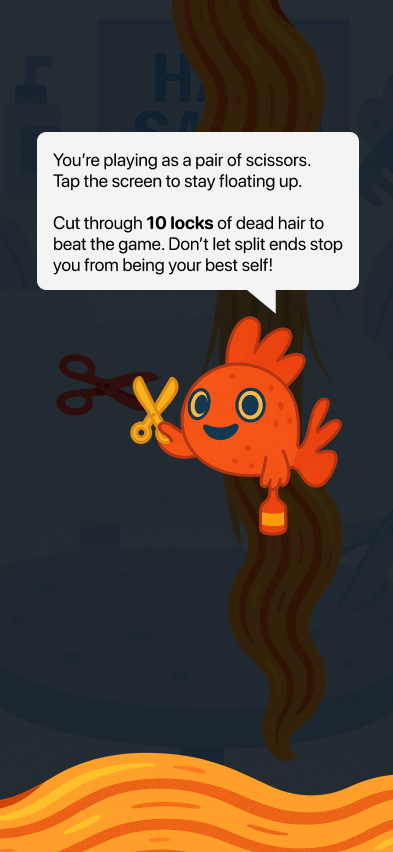 You're playing as a pair of scissors.
Tap the screen to stay floating up.
Cut through 10 locks of dead hair to
beat the game. Don't let split ends stop
you from being your best self!